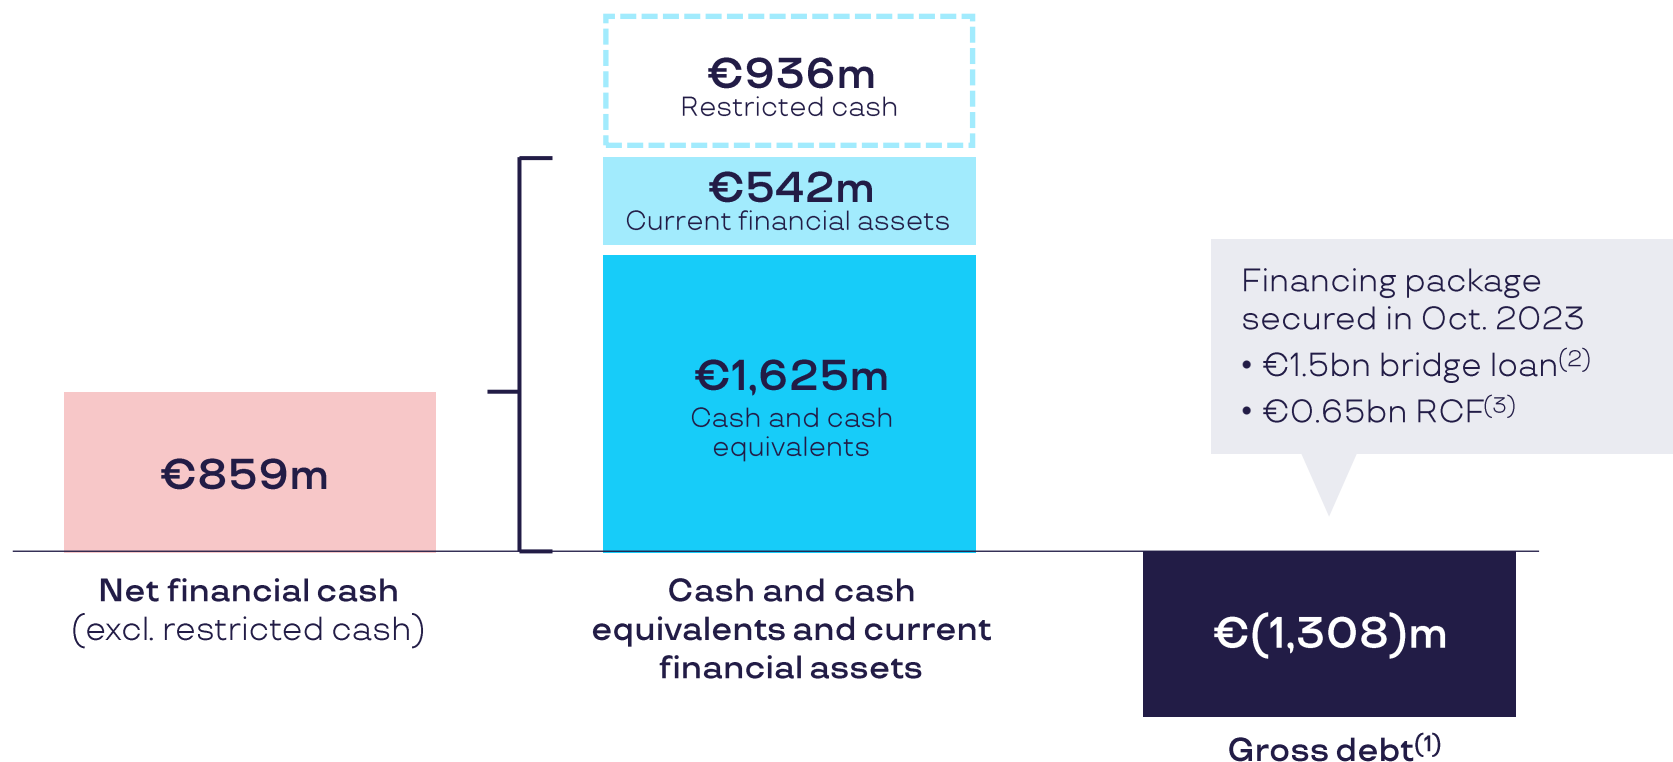 €936m
Restricted cash
€542m
Current financial assets
€1,625m
Cash and cash
equivalents
€859m
Financing package
secured in Oct. 2023
• €1.5bn bridge loan(2)
• €0.65bn RCF(3)
Net financial cash
(excl. restricted cash)
Cash and cash
equivalents and current
financial assets
€(1,308)m
Gross debt(1)